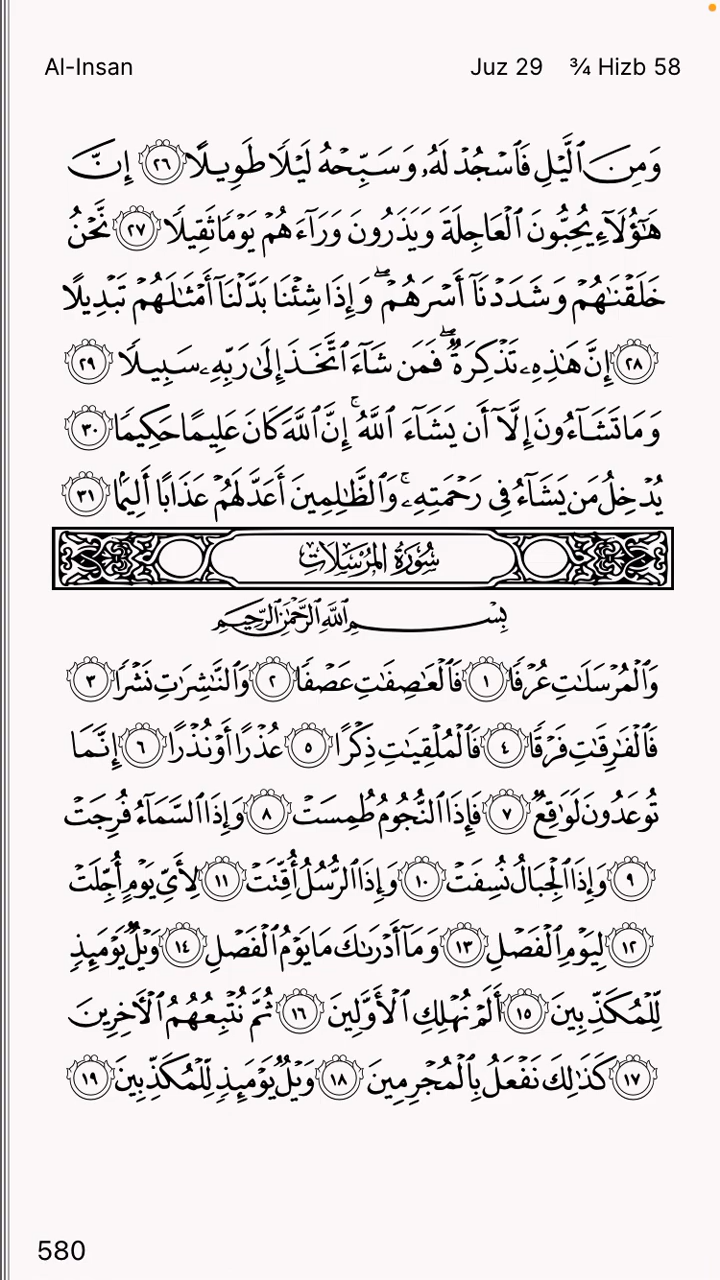 Al-Insan
Juz 29 ¾ Hizb 58
وَمِنَ ٱلَّيْلِ فَٱسْجُدْ لَهُۥ وَسَبِّحْهُ لَيْلًا طَوِيلًا ٢٦ إِنَّ
هَٰٓؤُلَآءِ يُحِبُّونَ ٱلْعَاجِلَةَ وَيَذَرُونَ وَرَآءَهُمْ يَوْمًا ثَقِيلًا ٢٧ نَّحْنُ
خَلَقْنَٰهُمْ وَشَدَدْنَآ أَسْرَهُمْ ۖ وَإِذَا شِئْنَا بَدَّلْنَآ أَمْثَٰلَهُمْ تَبْدِيلًا
٢٨ إِنَّ هَٰذِهِۦ تَذْكِرَةٌ ۖ فَمَن شَآءَ ٱتَّخَذَ إِلَىٰ رَبِّهِۦ سَبِيلًا ٢٩
وَمَا تَشَآءُونَ إِلَّآ أَن يَشَآءَ ٱللَّهُ ۚ إِنَّ ٱللَّهَ كَانَ عَلِيمًا حَكِيمًا ٣٠
يُدْخِلُ مَن يَشَآءُ فِى رَحْمَتِهِۦ ۚ وَٱلظَّٰلِمِينَ أَعَدَّ لَهُمْ عَذَابًا أَلِيمًۢا ٣١
سُورَةُ المُرْسَلَاتِ
بِسْمِ ٱللَّهِ ٱلرَّحْمَٰنِ ٱلرَّحِيمِ
وَٱلْمُرْسَلَٰتِ عُرْفًا ١ فَٱلْعَٰصِفَٰتِ عَصْفًا ٢ وَٱلنَّٰشِرَٰتِ نَشْرًا ٣
فَٱلْفَٰرِقَٰتِ فَرْقًا ٤ فَٱلْمُلْقِيَٰتِ ذِكْرًا ٥ عُذْرًا أَوْ نُذْرًا ٦ إِنَّمَا
تُوعَدُونَ لَوَٰقِعٌ ٧ فَإِذَا ٱلنُّجُومُ طُمِسَتْ ٨ وَإِذَا ٱلسَّمَآءُ فُرِجَتْ
٩ وَإِذَا ٱلْجِبَالُ نُسِفَتْ ١٠ وَإِذَا ٱلرُّسُلُ أُقِّتَتْ ١١ لِأَىِّ يَوْمٍ أُجِّلَتْ
١٢ لِيَوْمِ ٱلْفَصْلِ ١٣ وَمَآ أَدْرَىٰكَ مَا يَوْمُ ٱلْفَصْلِ ١٤ وَيْلٌ يَوْمَئِذٍ
لِّلْمُكَذِّبِينَ ١٥ أَلَمْ نُهْلِكِ ٱلْأَوَّلِينَ ١٦ ثُمَّ نُتْبِعُهُمُ ٱلْءَاخِرِينَ
١٧ كَذَٰلِكَ نَفْعَلُ بِٱلْمُجْرِمِينَ ١٨ وَيْلٌ يَوْمَئِذٍ لِّلْمُكَذِّبِينَ ١٩
580